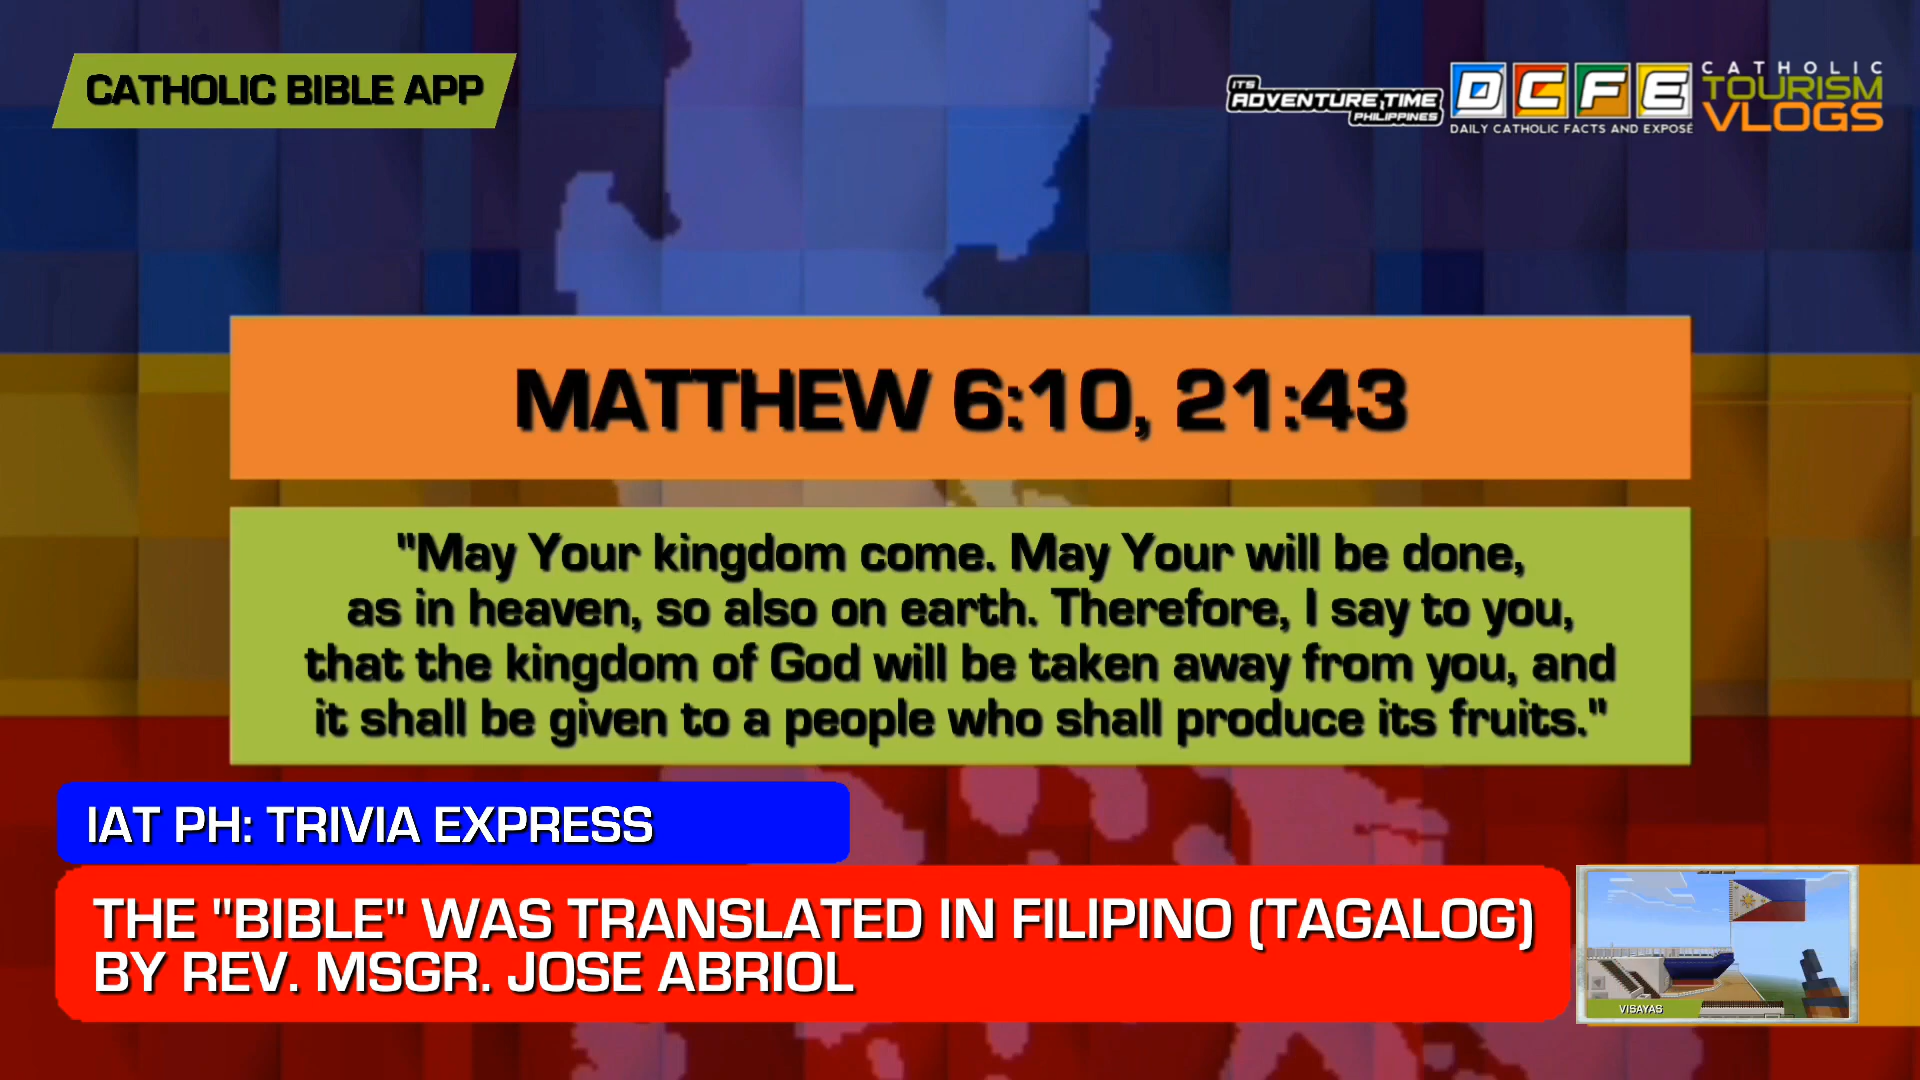 CATHOLIC BIBLE APP
IT'S
ADVENTURE TIME
PHILIPPINES
DCFE
DAILY CATHOLIC FACTS AND EXPOSÉ
CATHOLIC
TOURISM
VLOGS
MATTHEW 6:10, 21:43
"May Your kingdom come. May Your will be done,
as in heaven, so also on earth. Therefore, I say to you,
that the kingdom of God will be taken away from you, and
it shall be given to a people who shall produce its fruits."
IAT PH: TRIVIA EXPRESS
THE "BIBLE" WAS TRANSLATED IN FILIPINO (TAGALOG)
BY REV. MSGR. JOSE ABRIOL
VISAYAS